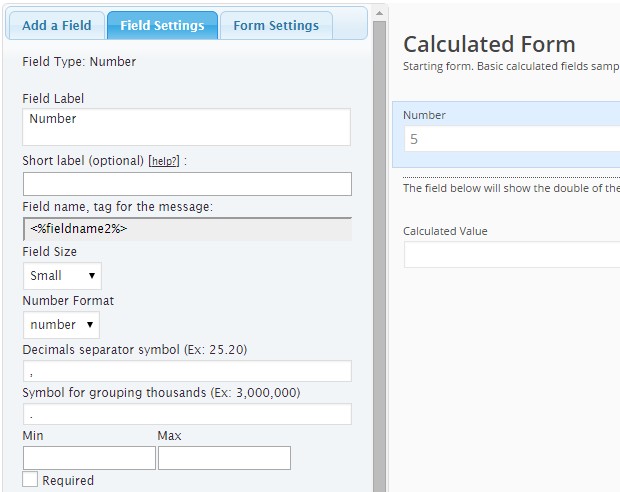 Add a Field Field Settings Form Settings
Field Type: Number
Field Label
Number
Short label (optional) [help?] :
Field name, tag for the message:
<%fieldname2%>
Field Size
Small
Number Format
number
Decimals separator symbol (Ex: 25.20)
,
Symbol for grouping thousands (Ex: 3,000,000)
.
Min Max
Required
Calculated Form
Starting form. Basic calculated fields samp
Number
5
The field below will show the double of the
Calculated Value